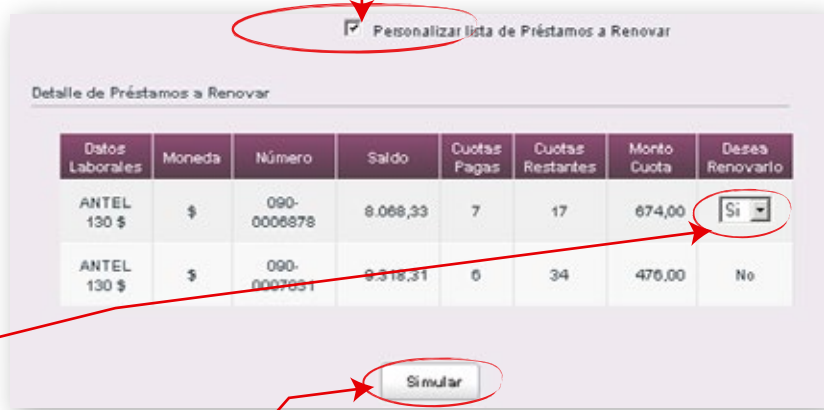 Personalizar lista de Préstamos a Renovar
Detalle de Préstamos a Renovar
Datos Laborales Moneda Número Saldo Cuotas Pagas Cuotas Restantes Monto Cuota Desea Renovarlo
ANTEL 130 $ $ 090-0006878 8.068,33 7 17 674,00 Si
ANTEL 130 $ $ 090-0007031 9.318,31 6 34 476,00 No
Simular